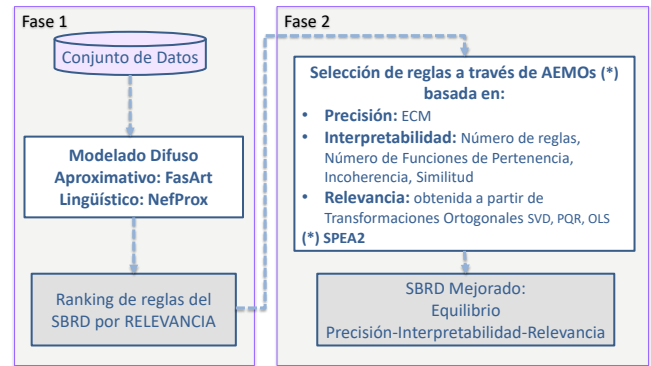 Fase 1
Conjunto de Datos
Modelado Difuso
Aproximativo: FasArt
Lingüístico: NefProx
Ranking de reglas del
SBRD por RELEVANCIA
Fase 2
Selección de reglas a través de AEMOs (*)
basada en:
• Precisión: ECM
• Interpretabilidad: Número de reglas,
Número de Funciones de Pertenencia,
Incoherencia, Similitud
• Relevancia: obtenida a partir de
Transformaciones Ortogonales SVD, PQR, OLS
(*) SPEA2
SBRD Mejorado:
Equilibrio
Precisión-Interpretabilidad-Relevancia